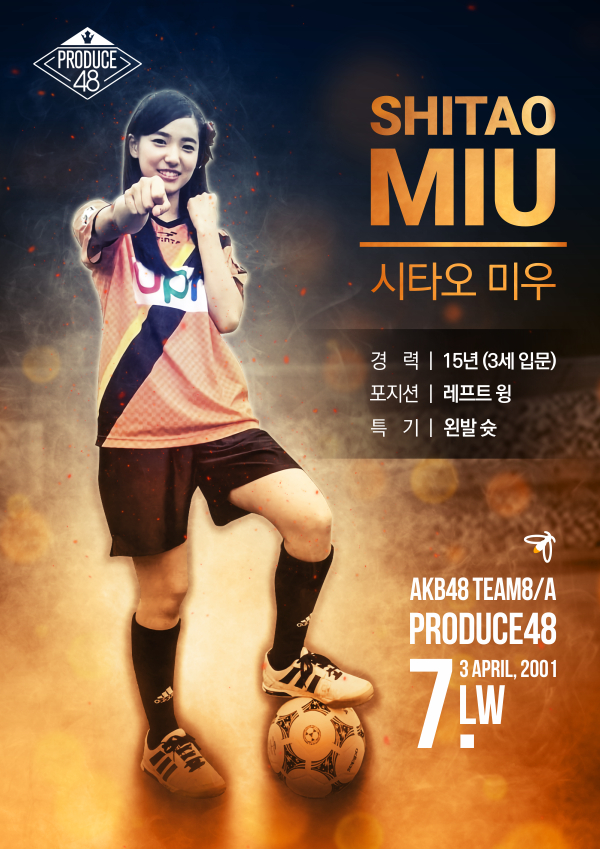 PRODUCE
48
SHITAO
MIU
시타오 미우
경 력 | 15년 (3세 입문)
포지션 | 레프트 윙
특 기 | 왼발 슛
AKB48 TEAM8/A
PRODUCE48
3 APRIL, 2001
7. LW